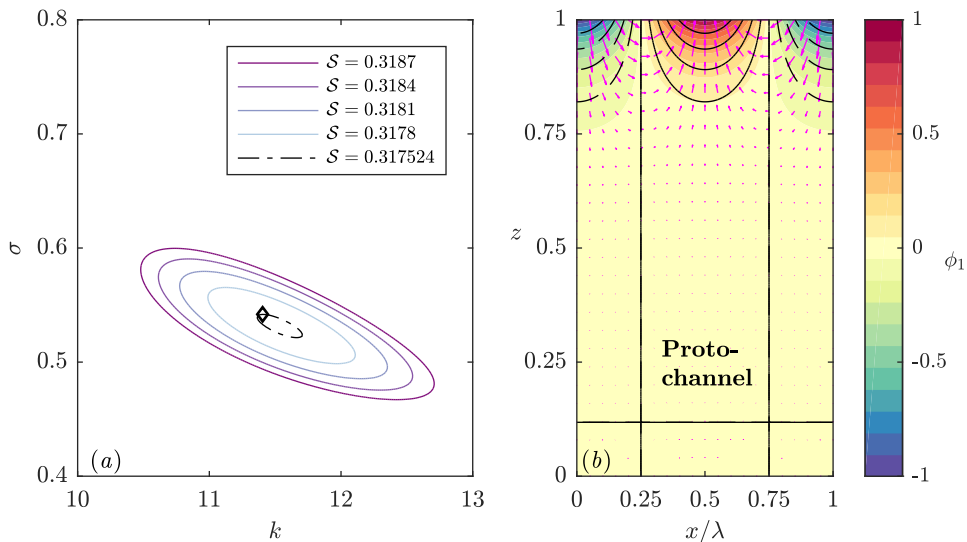 0.8
0.7
0.6
0.5
0.4
σ
10
11
12
13
k
(a)
S = 0.3187
S = 0.3184
S = 0.3181
S = 0.3178
S = 0.317524
1
0.75
0.5
0.25
0
z
0
0.25
0.5
0.75
1
x/λ
(b)
Proto-
channel
1
0.5
0
-0.5
-1
ϕ₁